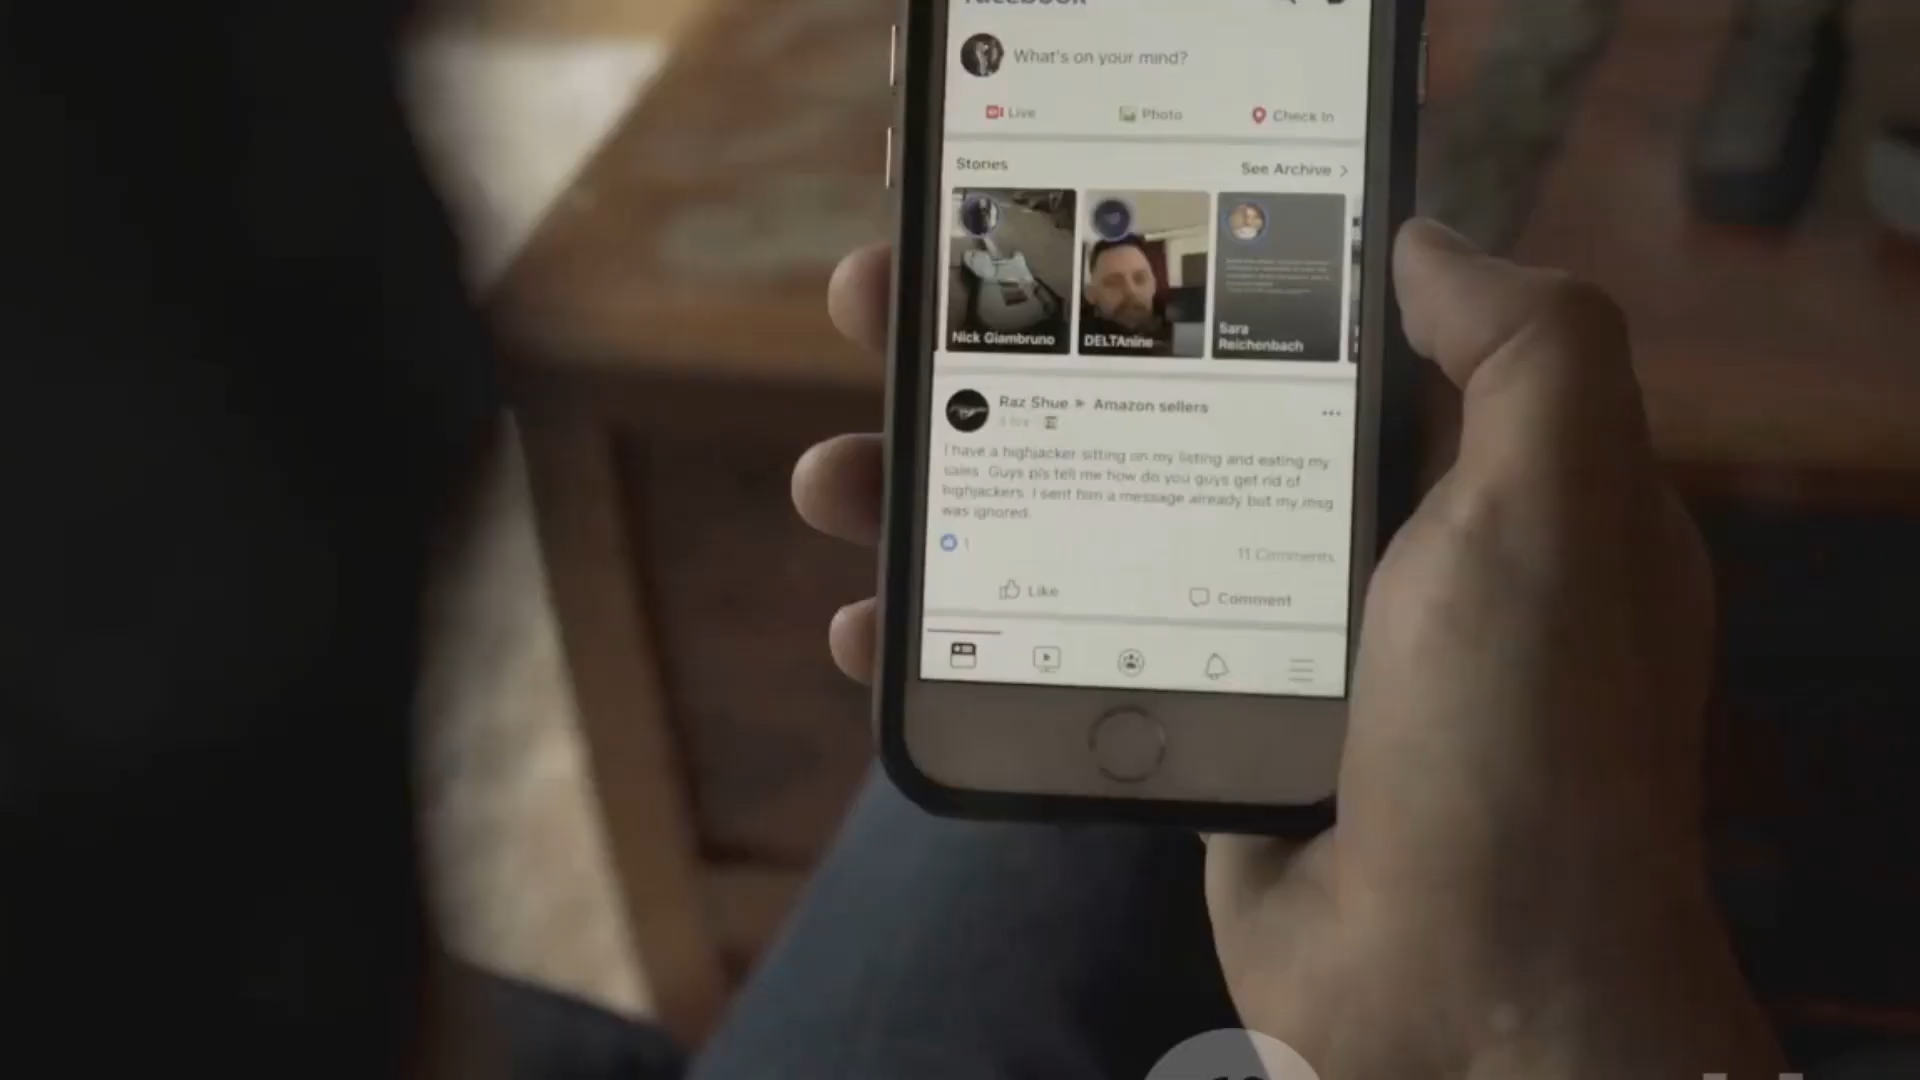 facebook
What's on your mind?
Live
Photo
Check In
Stories
See Archive
Nick Giambruno
DELTAnine
Sara
Reichenbach
Raz Shue ▸ Amazon sellers
I have a highjacker sitting on my listing and eating my
sales. Guys pls tell me how do you guys get rid of
highjackers. I sent him a message already but my msg
was ignored.
1
11 Comments
Like
Comment